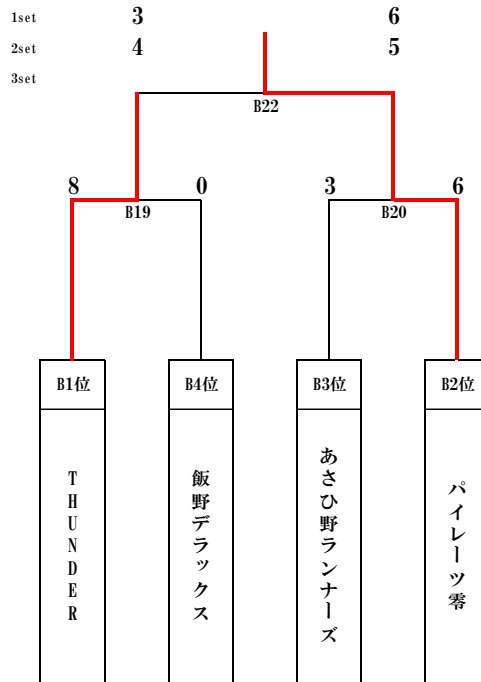 1set 3 6
2set 4 5
3set
B22
8 0 3 6
B19 B20
B1位 B4位 B3位 B2位
THUNDER
飯野デラックス
あさひ野ランナーズ
パイレーツ零